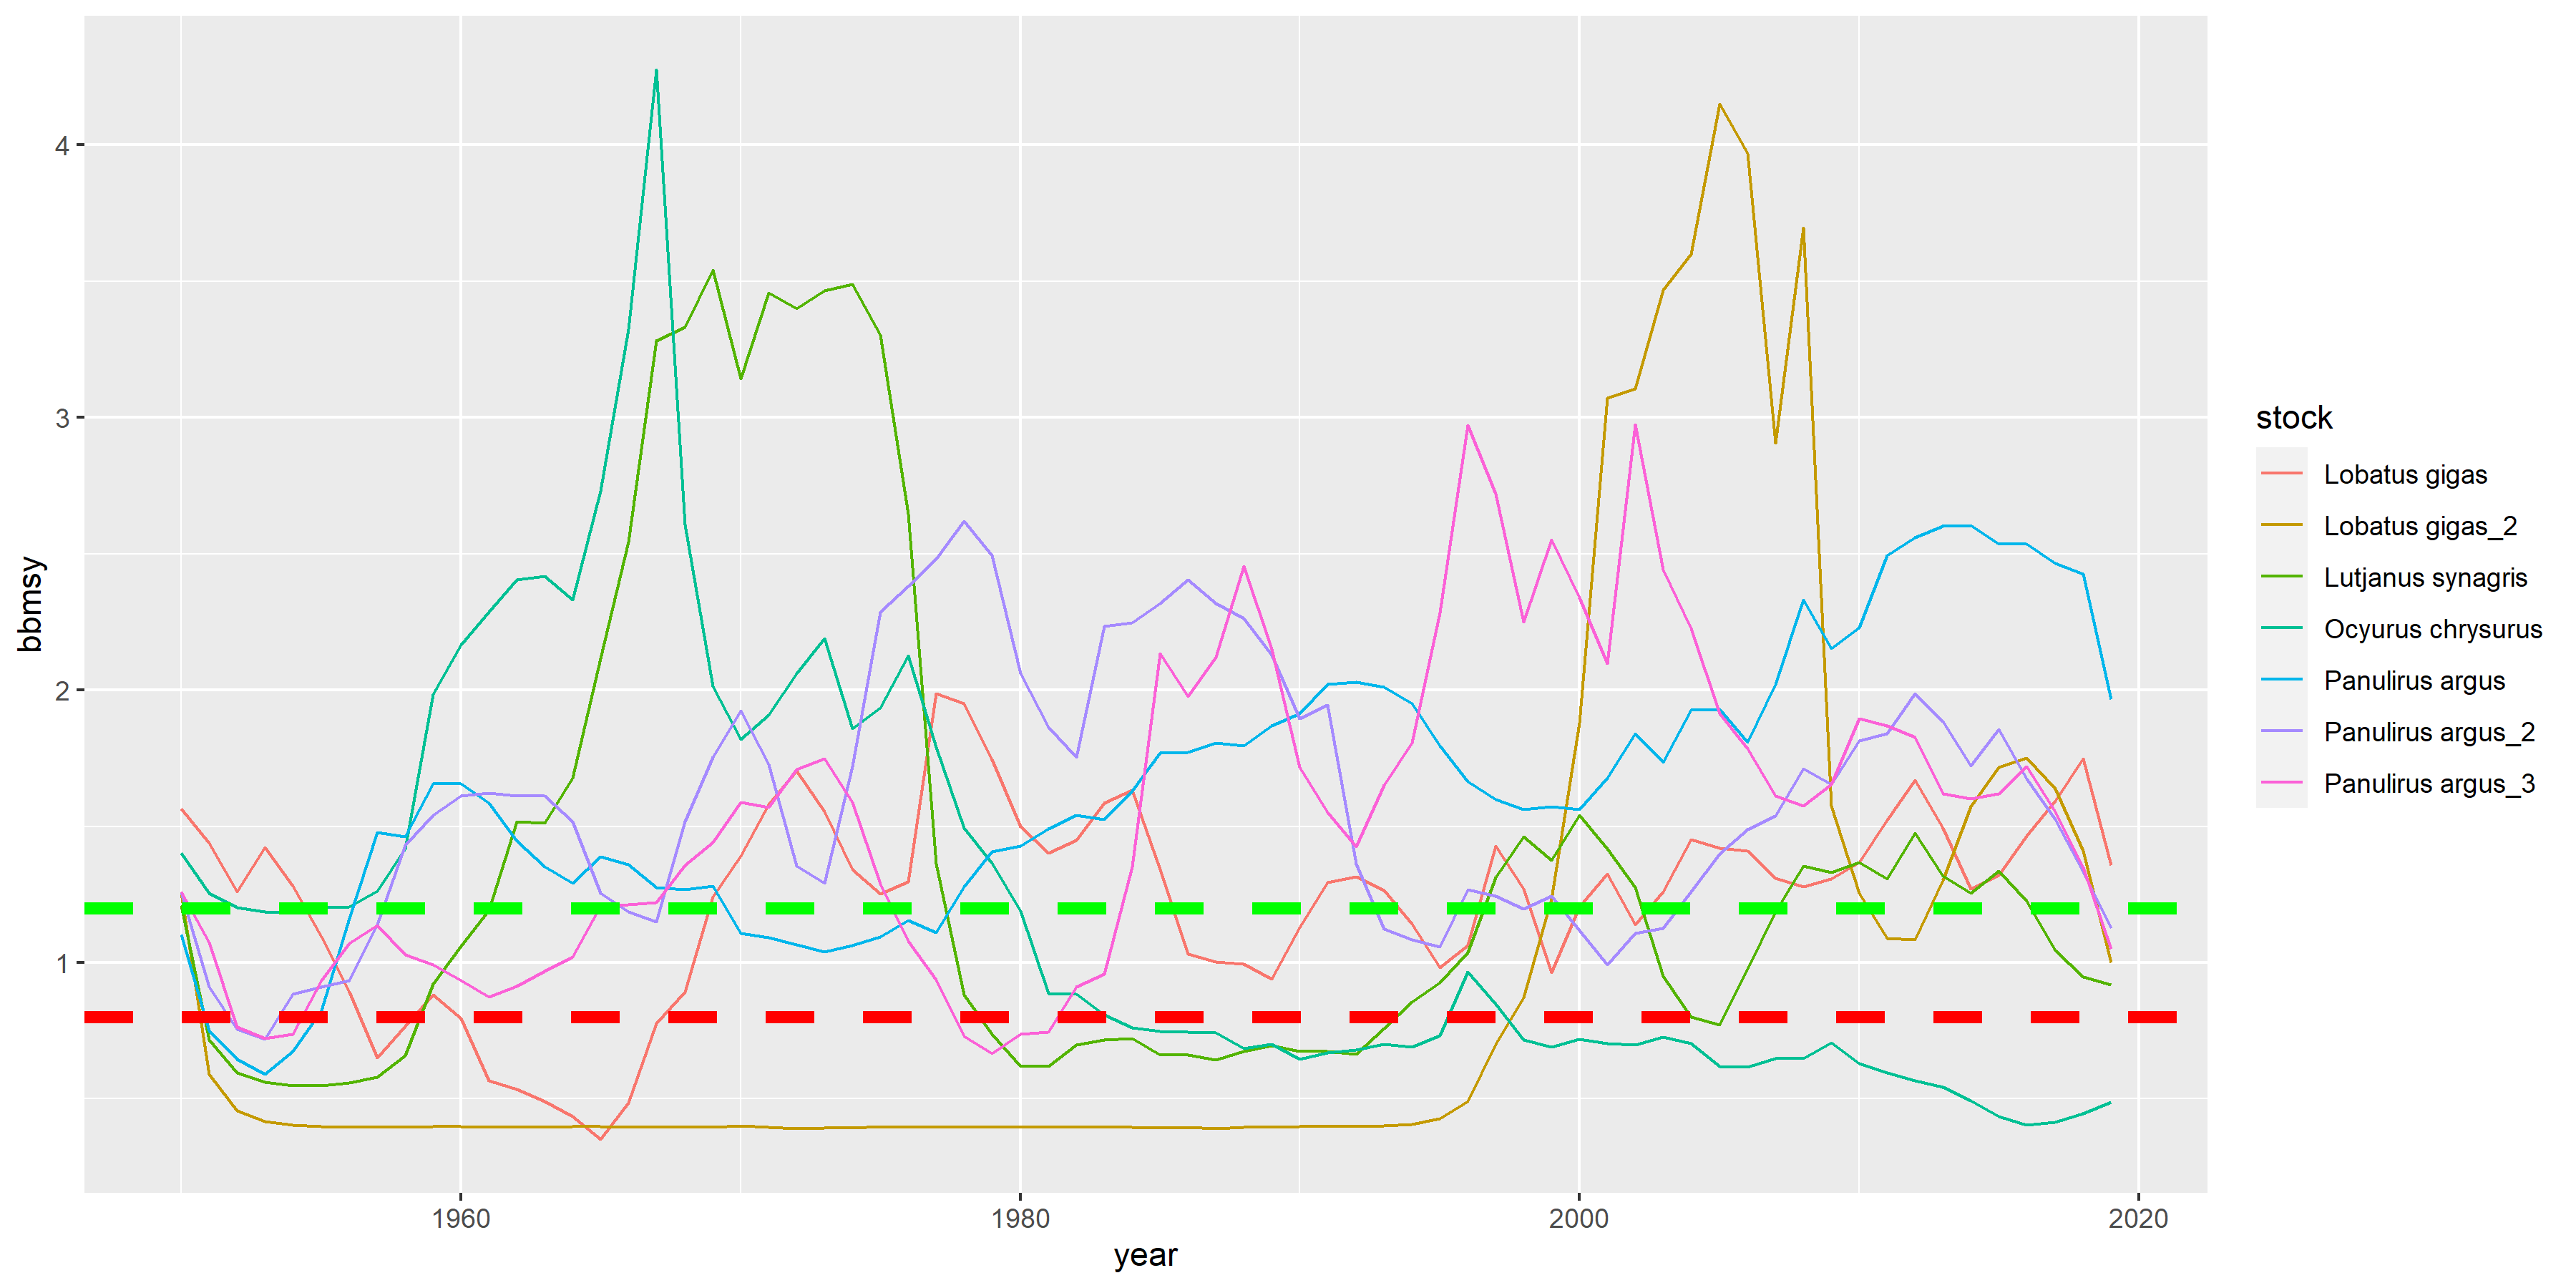 4
3
2
1
bbmsy
1960
1980
2000
2020
year
stock
Lobatus gigas
Lobatus gigas_2
Lutjanus synagris
Ocyurus chrysurus
Panulirus argus
Panulirus argus_2
Panulirus argus_3